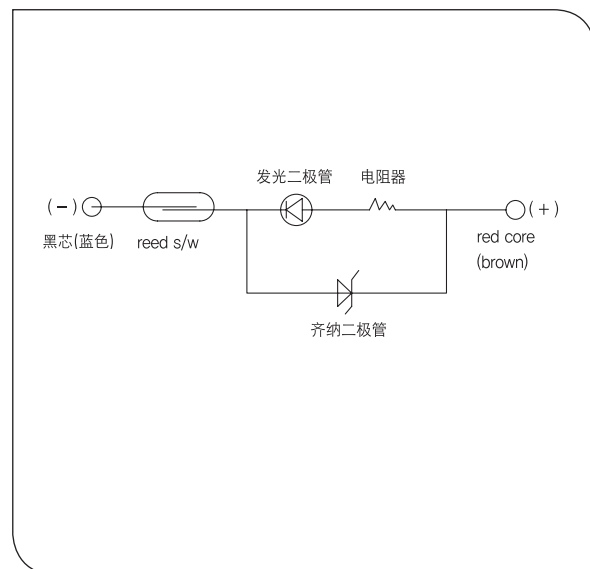 发光二极管
电阻器
(-)
(+)
黑芯(蓝色)
reed s/w
red core
(brown)
齐纳二极管